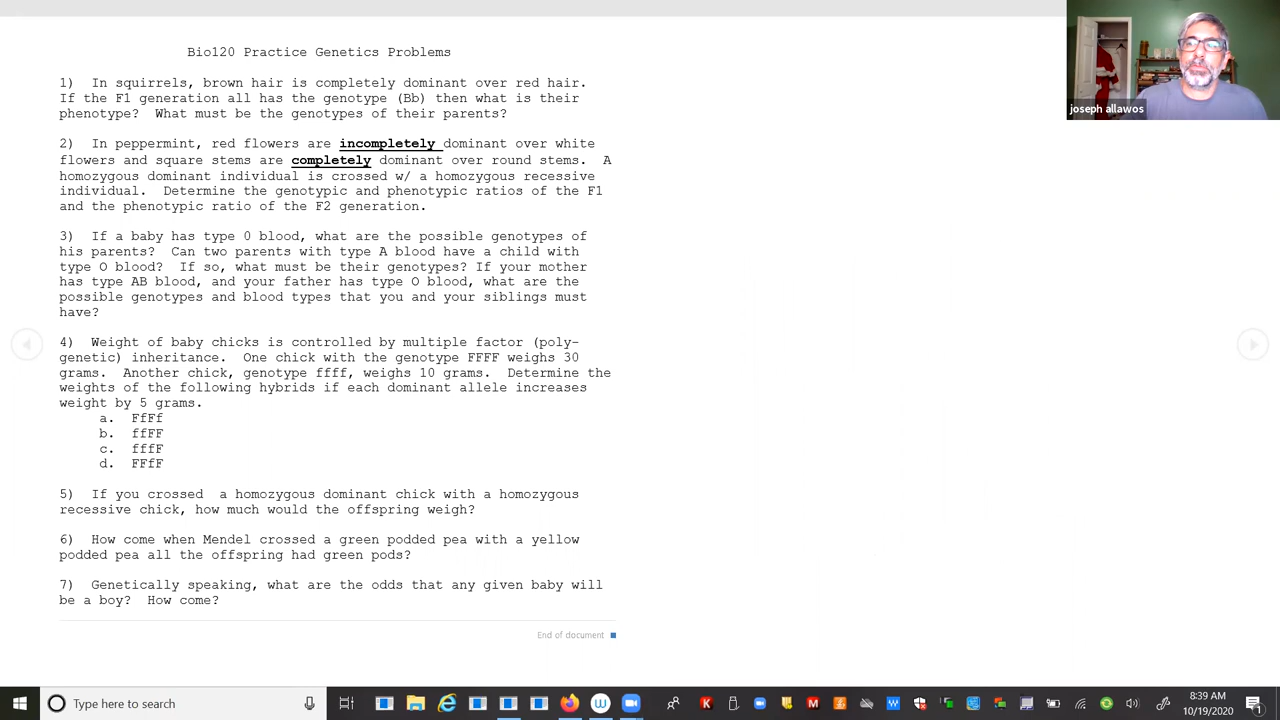 Bio120 Practice Genetics Problems
1) In squirrels, brown hair is completely dominant over red hair.
If the F1 generation all has the genotype (Bb) then what is their
phenotype? What must be the genotypes of their parents?
2) In peppermint, red flowers are incompletely dominant over white
flowers and square stems are completely dominant over round stems. A
homozygous dominant individual is crossed w/ a homozygous recessive
individual. Determine the genotypic and phenotypic ratios of the F1
and the phenotypic ratio of the F2 generation.
3) If a baby has type 0 blood, what are the possible genotypes of
his parents? Can two parents with type A blood have a child with
type O blood? If so, what must be their genotypes? If your mother
has type AB blood, and your father has type O blood, what are the
possible genotypes and blood types that you and your siblings must
have?
4) Weight of baby chicks is controlled by multiple factor (poly-
genetic) inheritance. One chick with the genotype FFFF weighs 30
grams. Another chick, genotype ffff, weighs 10 grams. Determine the
weights of the following hybrids if each dominant allele increases
weight by 5 grams.
a. FfFf
b. ffFF
c. fffF
d. FFfF
5) If you crossed a homozygous dominant chick with a homozygous
recessive chick, how much would the offspring weigh?
6) How come when Mendel crossed a green podded pea with a yellow
podded pea all the offspring had green pods?
7) Genetically speaking, what are the odds that any given baby will
be a boy? How come?
End of document
joseph allawos
Type here to search
8:39 AM
10/19/2020